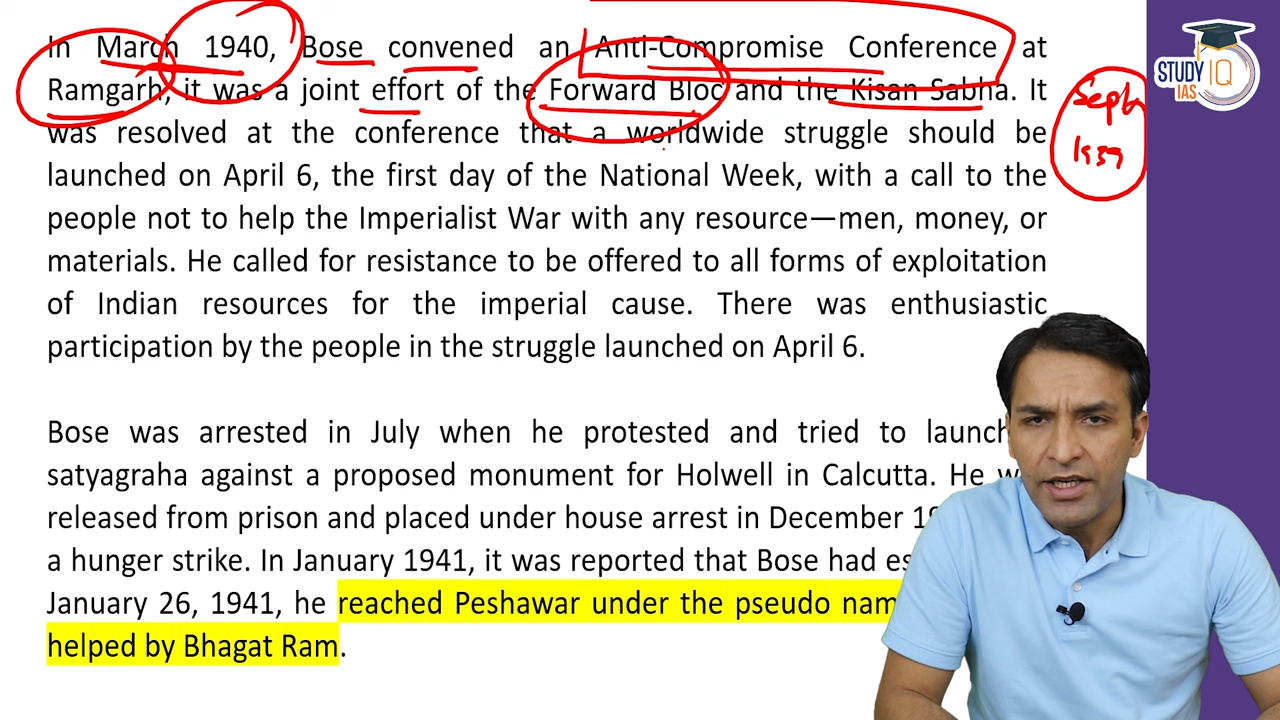 In March 1940, Bose convened an Anti-Compromise Conference at
Ramgarh; it was a joint effort of the Forward Bloc and the Kisan Sabha. It
was resolved at the conference that a worldwide struggle should be
launched on April 6, the first day of the National Week, with a call to the
people not to help the Imperialist War with any resource—men, money, or
materials. He called for resistance to be offered to all forms of exploitation
of Indian resources for the imperial cause. There was enthusiastic
participation by the people in the struggle launched on April 6.
Bose was arrested in July when he protested and tried to launch
satyagraha against a proposed monument for Holwell in Calcutta. He
released from prison and placed under house arrest in December
a hunger strike. In January 1941, it was reported that Bose had
January 26, 1941, he reached Peshawar under the pseudo
helped by Bhagat Ram.
STUDY IQ
IAS
Sept
1939